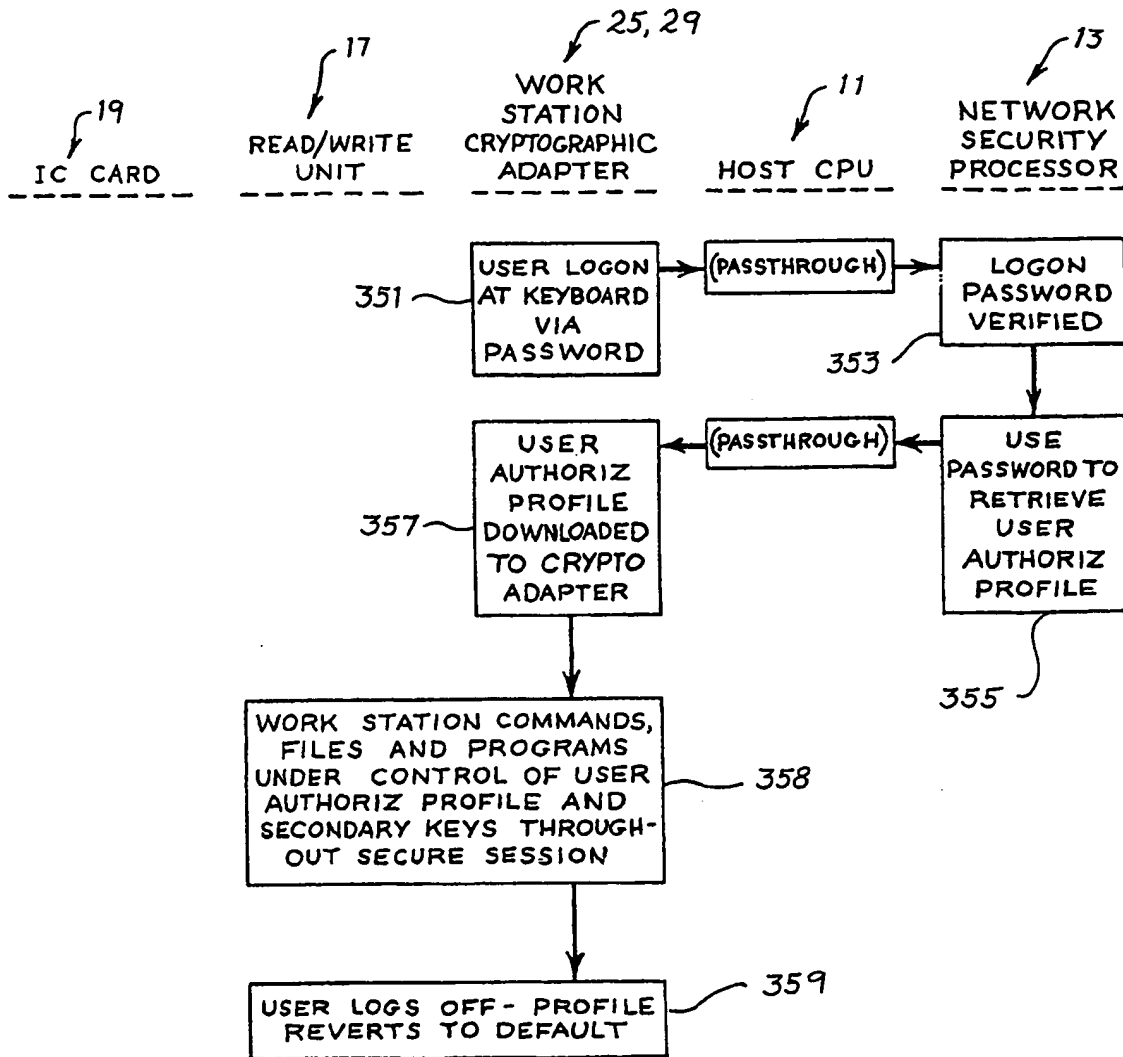 19
IC CARD
17
READ/WRITE
UNIT
25, 29
WORK
STATION
CRYPTOGRAPHIC
ADAPTER
11
HOST CPU
13
NETWORK
SECURITY
PROCESSOR
351
USER LOGON
AT KEYBOARD
VIA
PASSWORD
(PASSTHROUGH)
LOGON
PASSWORD
VERIFIED
353
357
USER
AUTHORIZ
PROFILE
DOWNLOADED
TO CRYPTO
ADAPTER
(PASSTHROUGH)
USE
PASSWORD TO
RETRIEVE
USER
AUTHORIZ
PROFILE
355
WORK STATION COMMANDS,
FILES AND PROGRAMS
UNDER CONTROL OF USER
AUTHORIZ PROFILE AND
SECONDARY KEYS THROUGH-
OUT SECURE SESSION
358
USER LOGS OFF - PROFILE
REVERTS TO DEFAULT
359